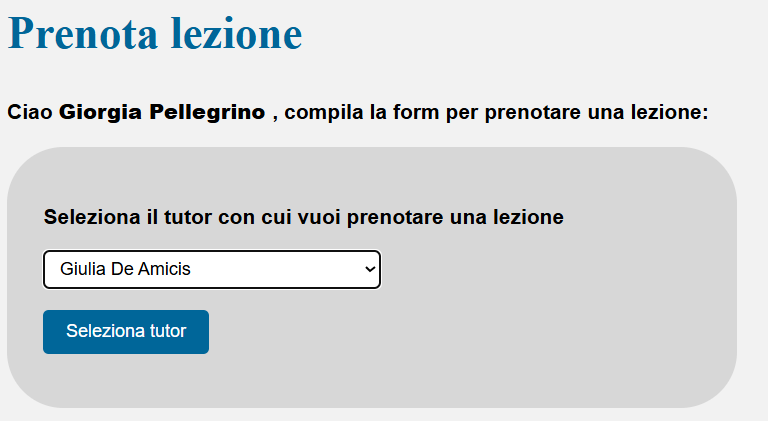 Prenota lezione
Ciao Giorgia Pellegrino , compila la form per prenotare una lezione:
Seleziona il tutor con cui vuoi prenotare una lezione
Giulia De Amicis
Seleziona tutor